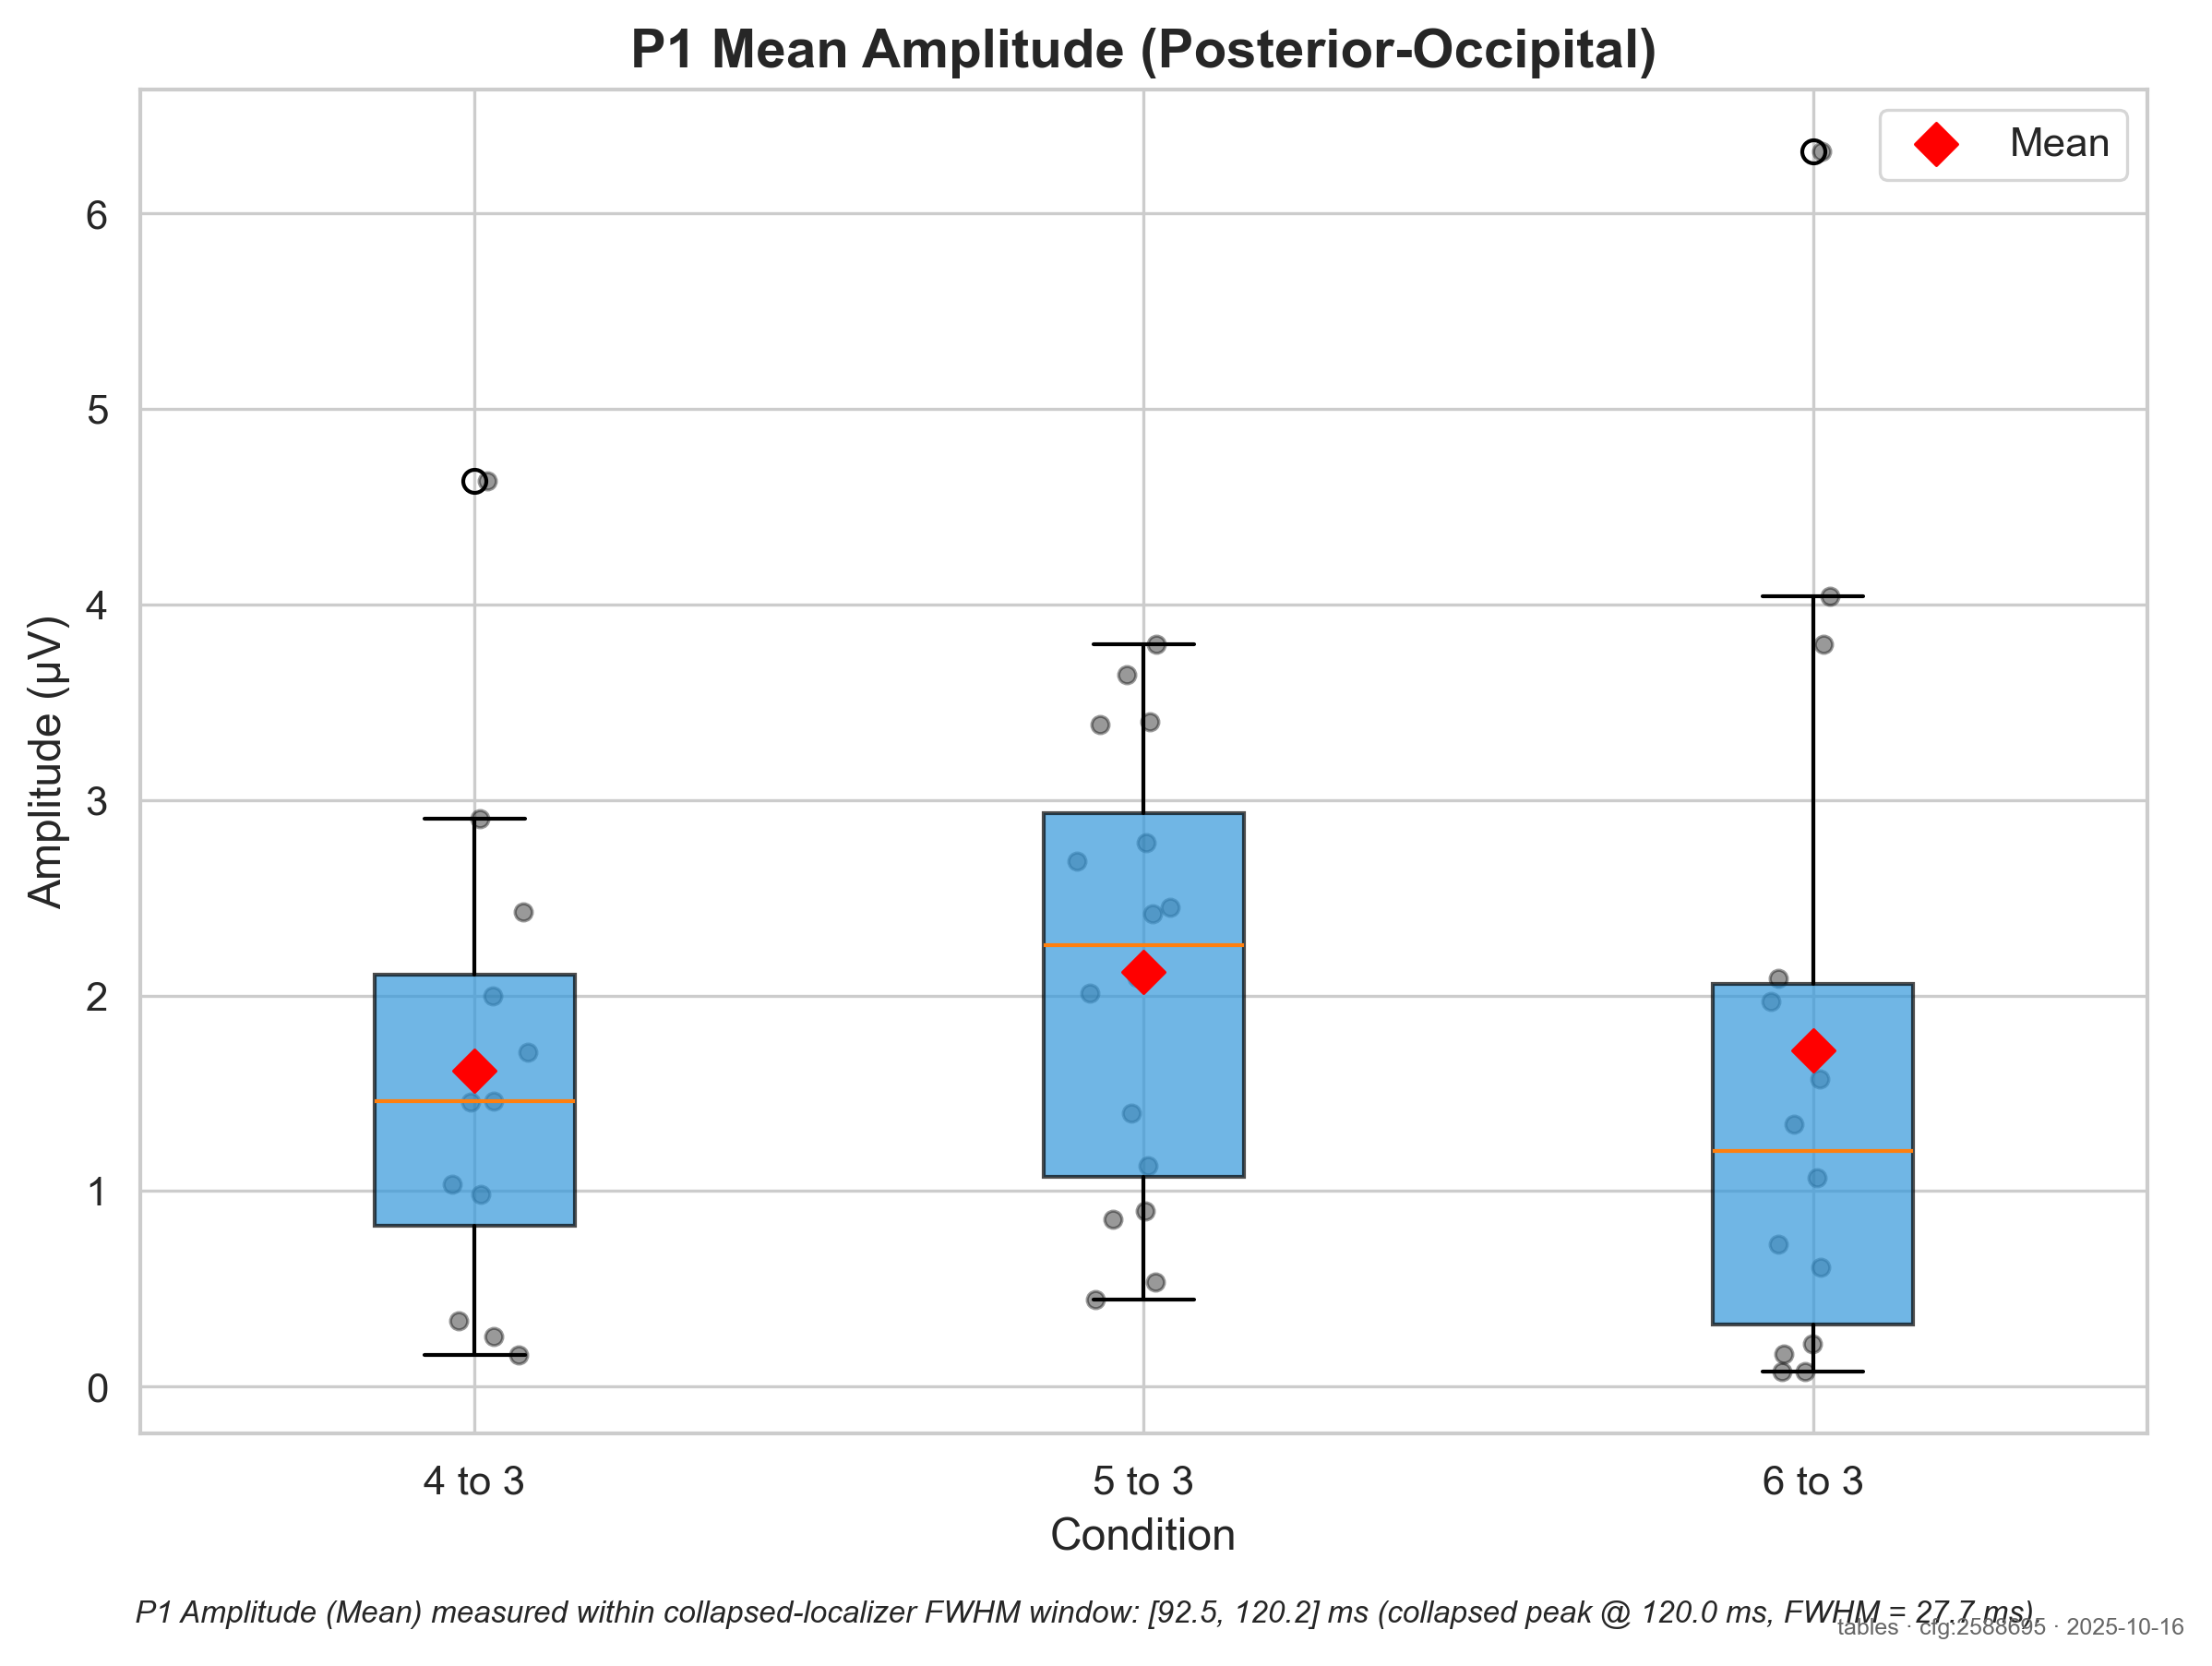 P1 Mean Amplitude (Posterior-Occipital)
Mean
6
5
4
3
2
1
0
Amplitude (µV)
4 to 3
5 to 3
6 to 3
Condition
P1 Amplitude (Mean) measured within collapsed-localizer FWHM window: [92.5, 120.2] ms (collapsed peak @ 120.0 ms, FWHM = 27.7 ms).
tables · cfg:2588695 · 2025-10-16